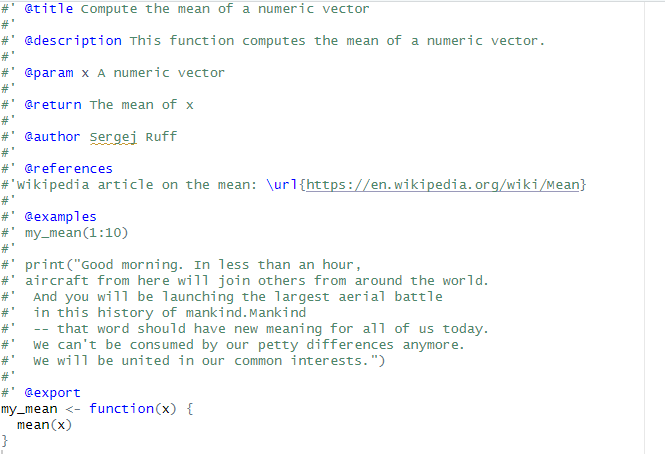 #' @title Compute the mean of a numeric vector
#'
#' @description This function computes the mean of a numeric vector.
#'
#' @param x A numeric vector
#'
#' @return The mean of x
#'
#' @author Sergej Ruff
#'
#' @references
#'Wikipedia article on the mean: \url{https://en.wikipedia.org/wiki/Mean}
#'
#' @examples
#' my_mean(1:10)
#'
#' print("Good morning. In less than an hour,
#' aircraft from here will join others from around the world.
#'  And you will be launching the largest aerial battle
#'  in this history of mankind.Mankind
#'  -- that word should have new meaning for all of us today.
#'  We can't be consumed by our petty differences anymore.
#'  We will be united in our common interests.")
#'
#' @export
my_mean <- function(x) {
  mean(x)
}